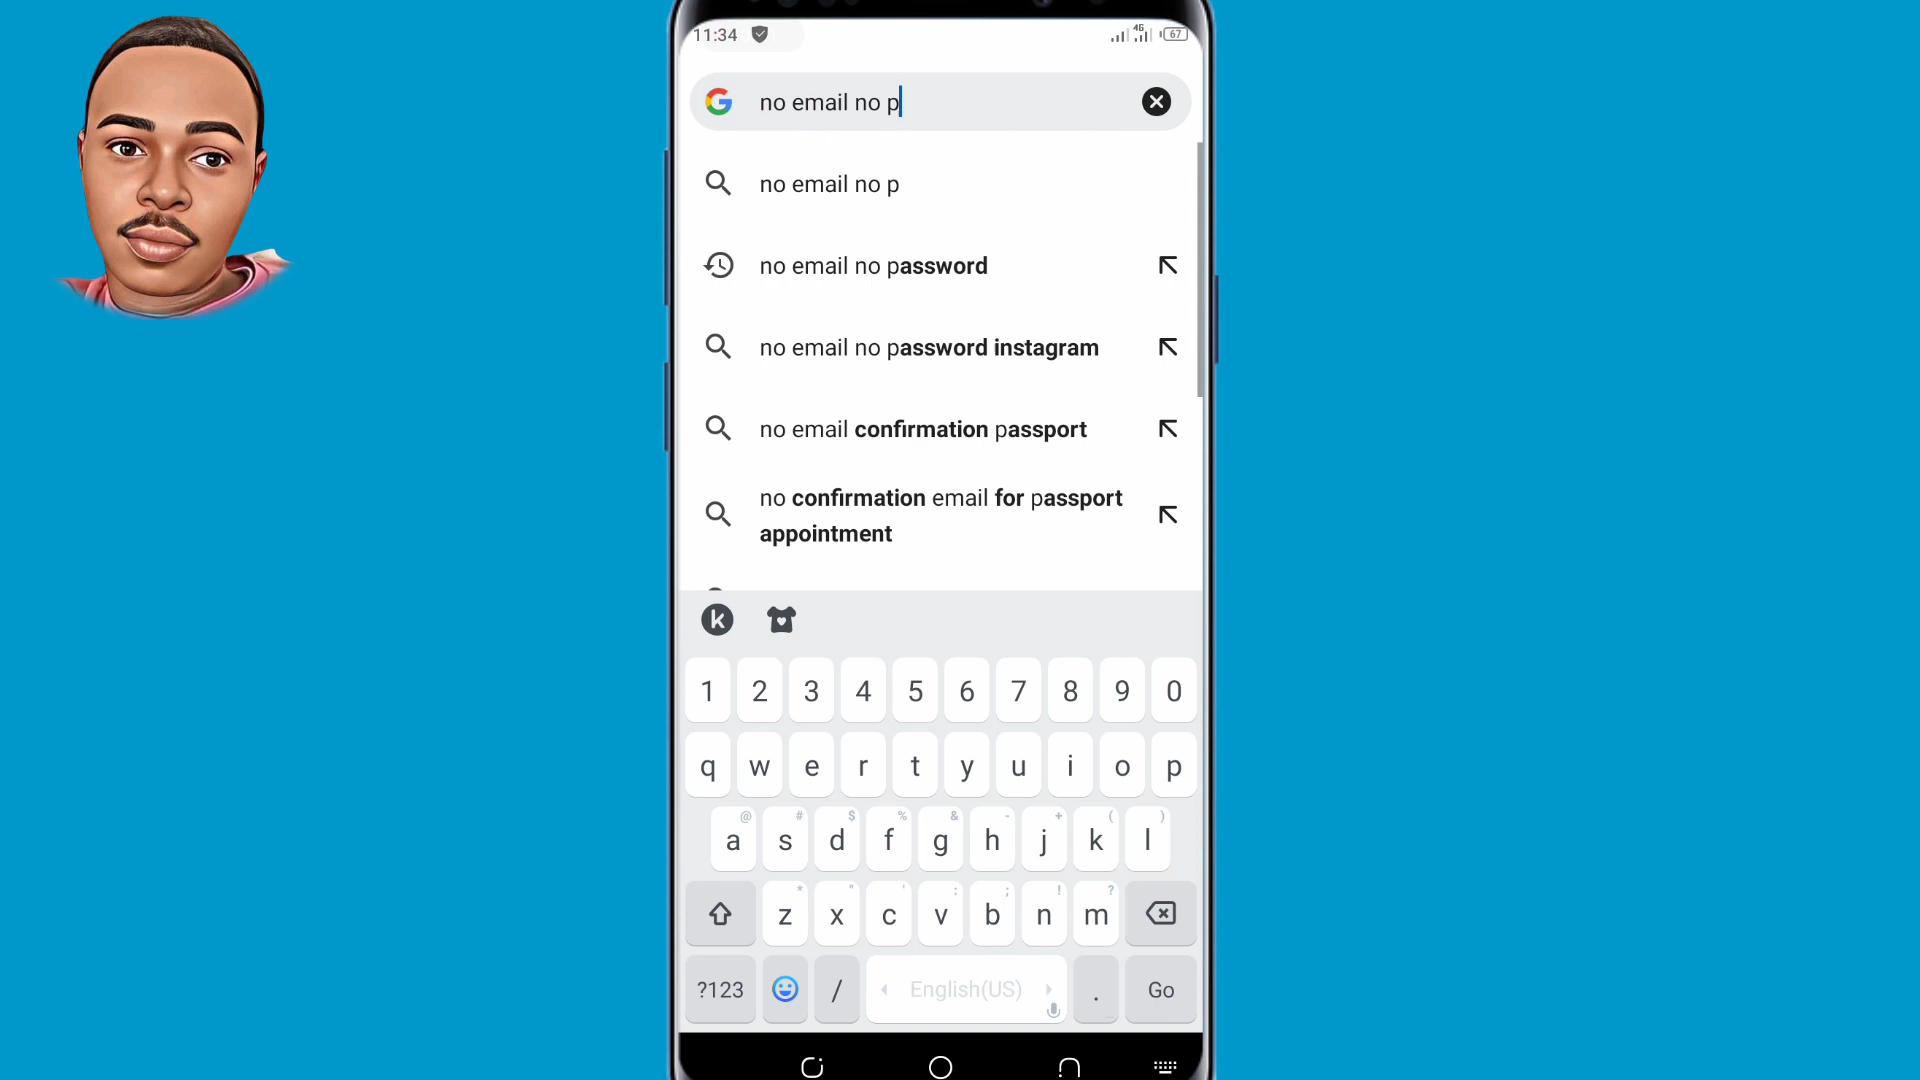 11:34
4G
67
no email no p
no email no p
no email no password
no email no password instagram
no email confirmation passport
no confirmation email for passport
appointment
k
1 2 3 4 5 6 7 8 9 0
q w e r t y u i o p
@ # $ % & - + ( )
a s d f g h j k l
* " ' : ; ! ?
z x c v b n m
?123 / English(US) . Go